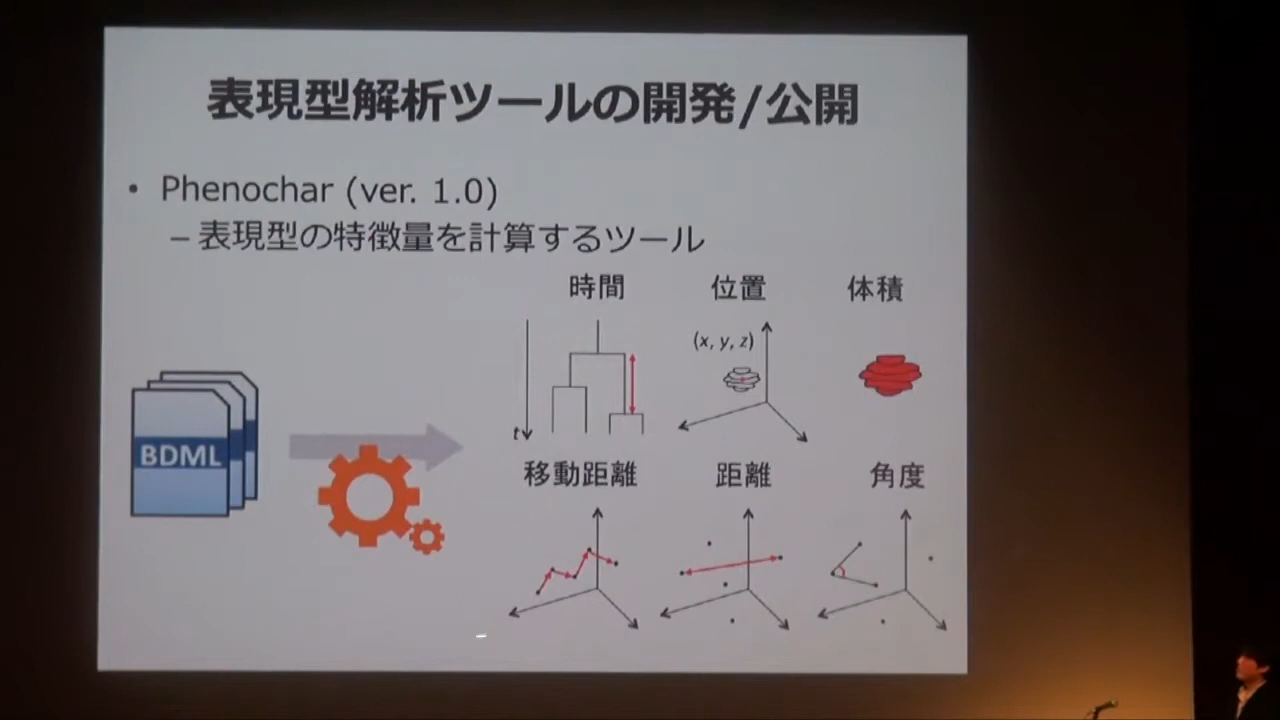 表現型解析ツールの開発/公開
• Phenochar (ver. 1.0)
– 表現型の特徴量を計算するツール
時間 位置 体積
(x, y, z)
t
BDML
移動距離 距離 角度